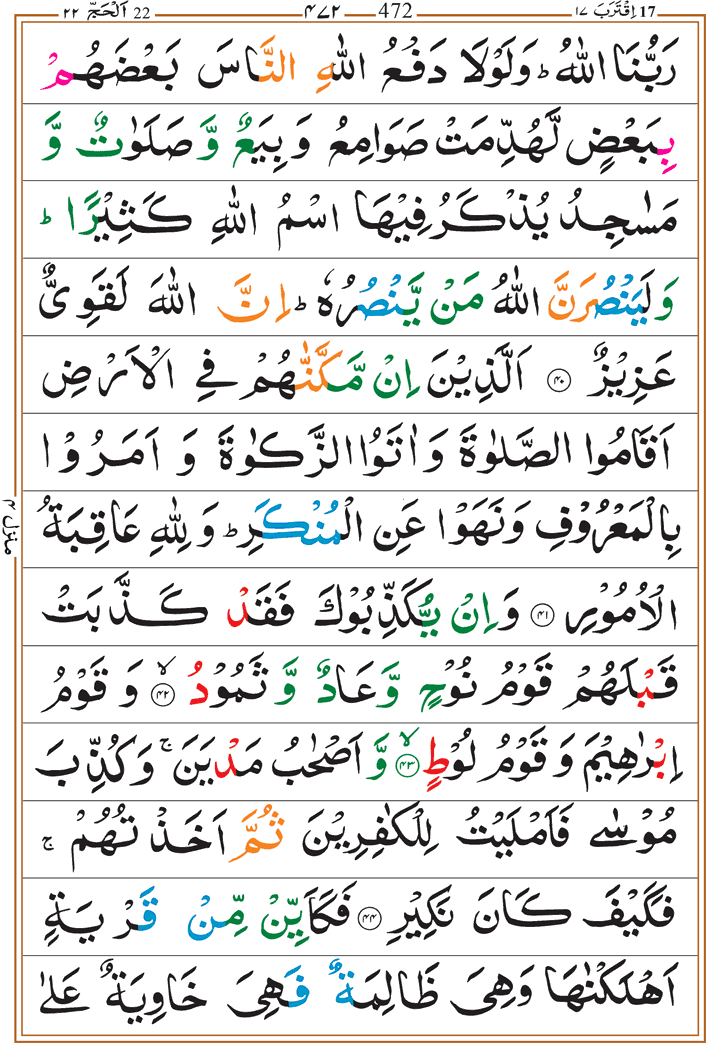 17 اِقْتَرَبَ ١٧ 472 ٤٧٢ 22 اَلْحَجّ ٢٢
رَبُّنَا اللّٰهُ ؕ وَلَوْلَا دَفْعُ اللّٰهِ النَّاسَ بَعْضَهُمْ
بِبَعْضٍ لَّهُدِّمَتْ صَوَامِعُ وَبِيَعٌ وَّصَلَوٰتٌ وَّ
مَسٰجِدُ يُذْكَرُ فِيْهَا اسْمُ اللّٰهِ كَثِيْرًا ؕ
وَلَيَنْصُرَنَّ اللّٰهُ مَنْ يَّنْصُرُهٗ ؕ اِنَّ اللّٰهَ لَقَوِىٌّ
عَزِيْزٌ ﴿٤٠﴾ اَلَّذِيْنَ اِنْ مَّكَّنّٰهُمْ فِى الْاَرْضِ
اَقَامُوا الصَّلٰوةَ وَاٰتَوُا الزَّكٰوةَ وَ اَمَرُوْا
بِالْمَعْرُوْفِ وَنَهَوْا عَنِ الْمُنْكَرِ ؕ وَلِلّٰهِ عَاقِبَةُ
الْاُمُوْرِ ﴿٤١﴾ وَاِنْ يُّكَذِّبُوْكَ فَقَدْ كَذَّبَتْ
قَبْلَهُمْ قَوْمُ نُوْحٍ وَّعَادٌ وَّثَمُوْدُ ۙ﴿٤٢﴾ وَقَوْمُ
اِبْرٰهِيْمَ وَقَوْمُ لُوْطٍ ۙ﴿٤٣﴾ وَّاَصْحٰبُ مَدْيَنَ ۚ وَكُذِّبَ
مُوْسٰى فَاَمْلَيْتُ لِلْكٰفِرِيْنَ ثُمَّ اَخَذْتُهُمْ ۚ
فَكَيْفَ كَانَ نَكِيْرِ ﴿٤٤﴾ فَكَاَيِّنْ مِّنْ قَرْيَةٍ
اَهْلَكْنٰهَا وَهِىَ ظَالِمَةٌ فَهِىَ خَاوِيَةٌ عَلٰى
منزل ٤